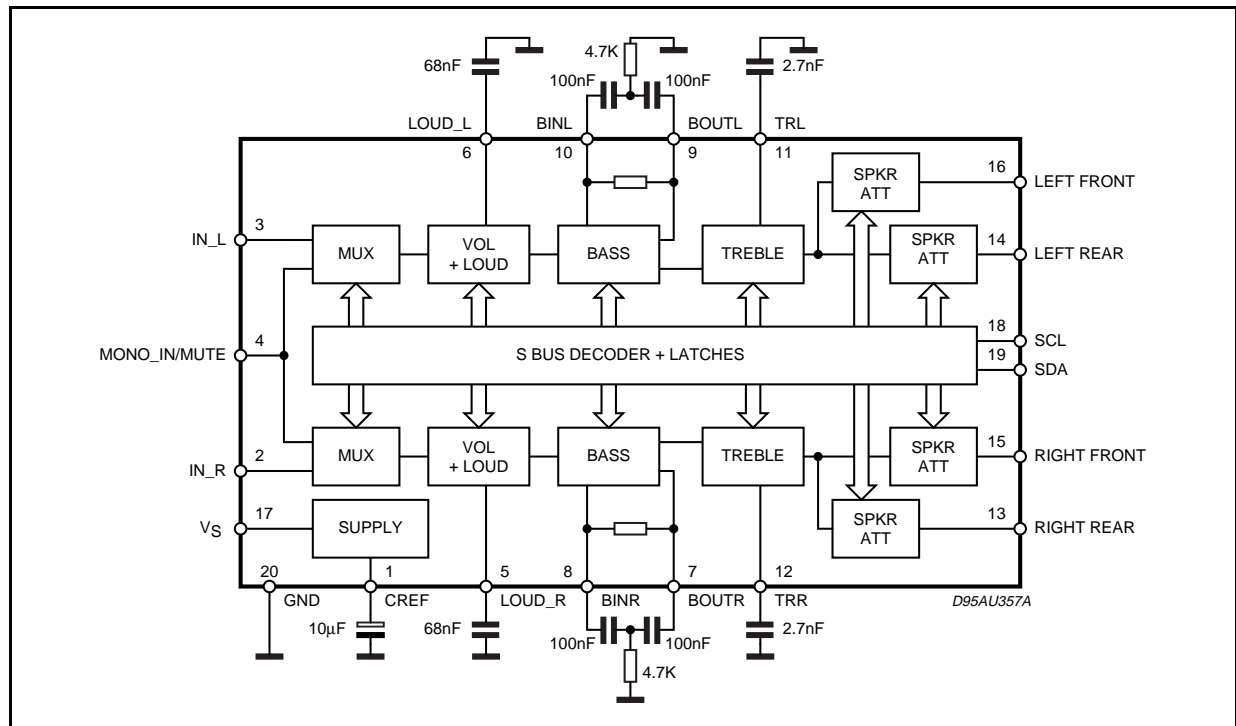 4.7K
68nF
100nF
100nF
2.7nF
LOUD_L
BINL
BOUTL
TRL
6
10
9
11
SPKR
ATT
16
LEFT FRONT
IN_L
3
MUX
VOL
+ LOUD
BASS
TREBLE
SPKR
ATT
14
LEFT REAR
MONO_IN/MUTE
4
S BUS DECODER + LATCHES
18
SCL
19
SDA
IN_R
2
MUX
VOL
+ LOUD
BASS
TREBLE
SPKR
ATT
15
RIGHT FRONT
VS
17
SUPPLY
SPKR
ATT
13
RIGHT REAR
20
GND
1
CREF
5
LOUD_R
8
BINR
7
BOUTR
12
TRR
D95AU357A
10µF
68nF
100nF
100nF
2.7nF
4.7K